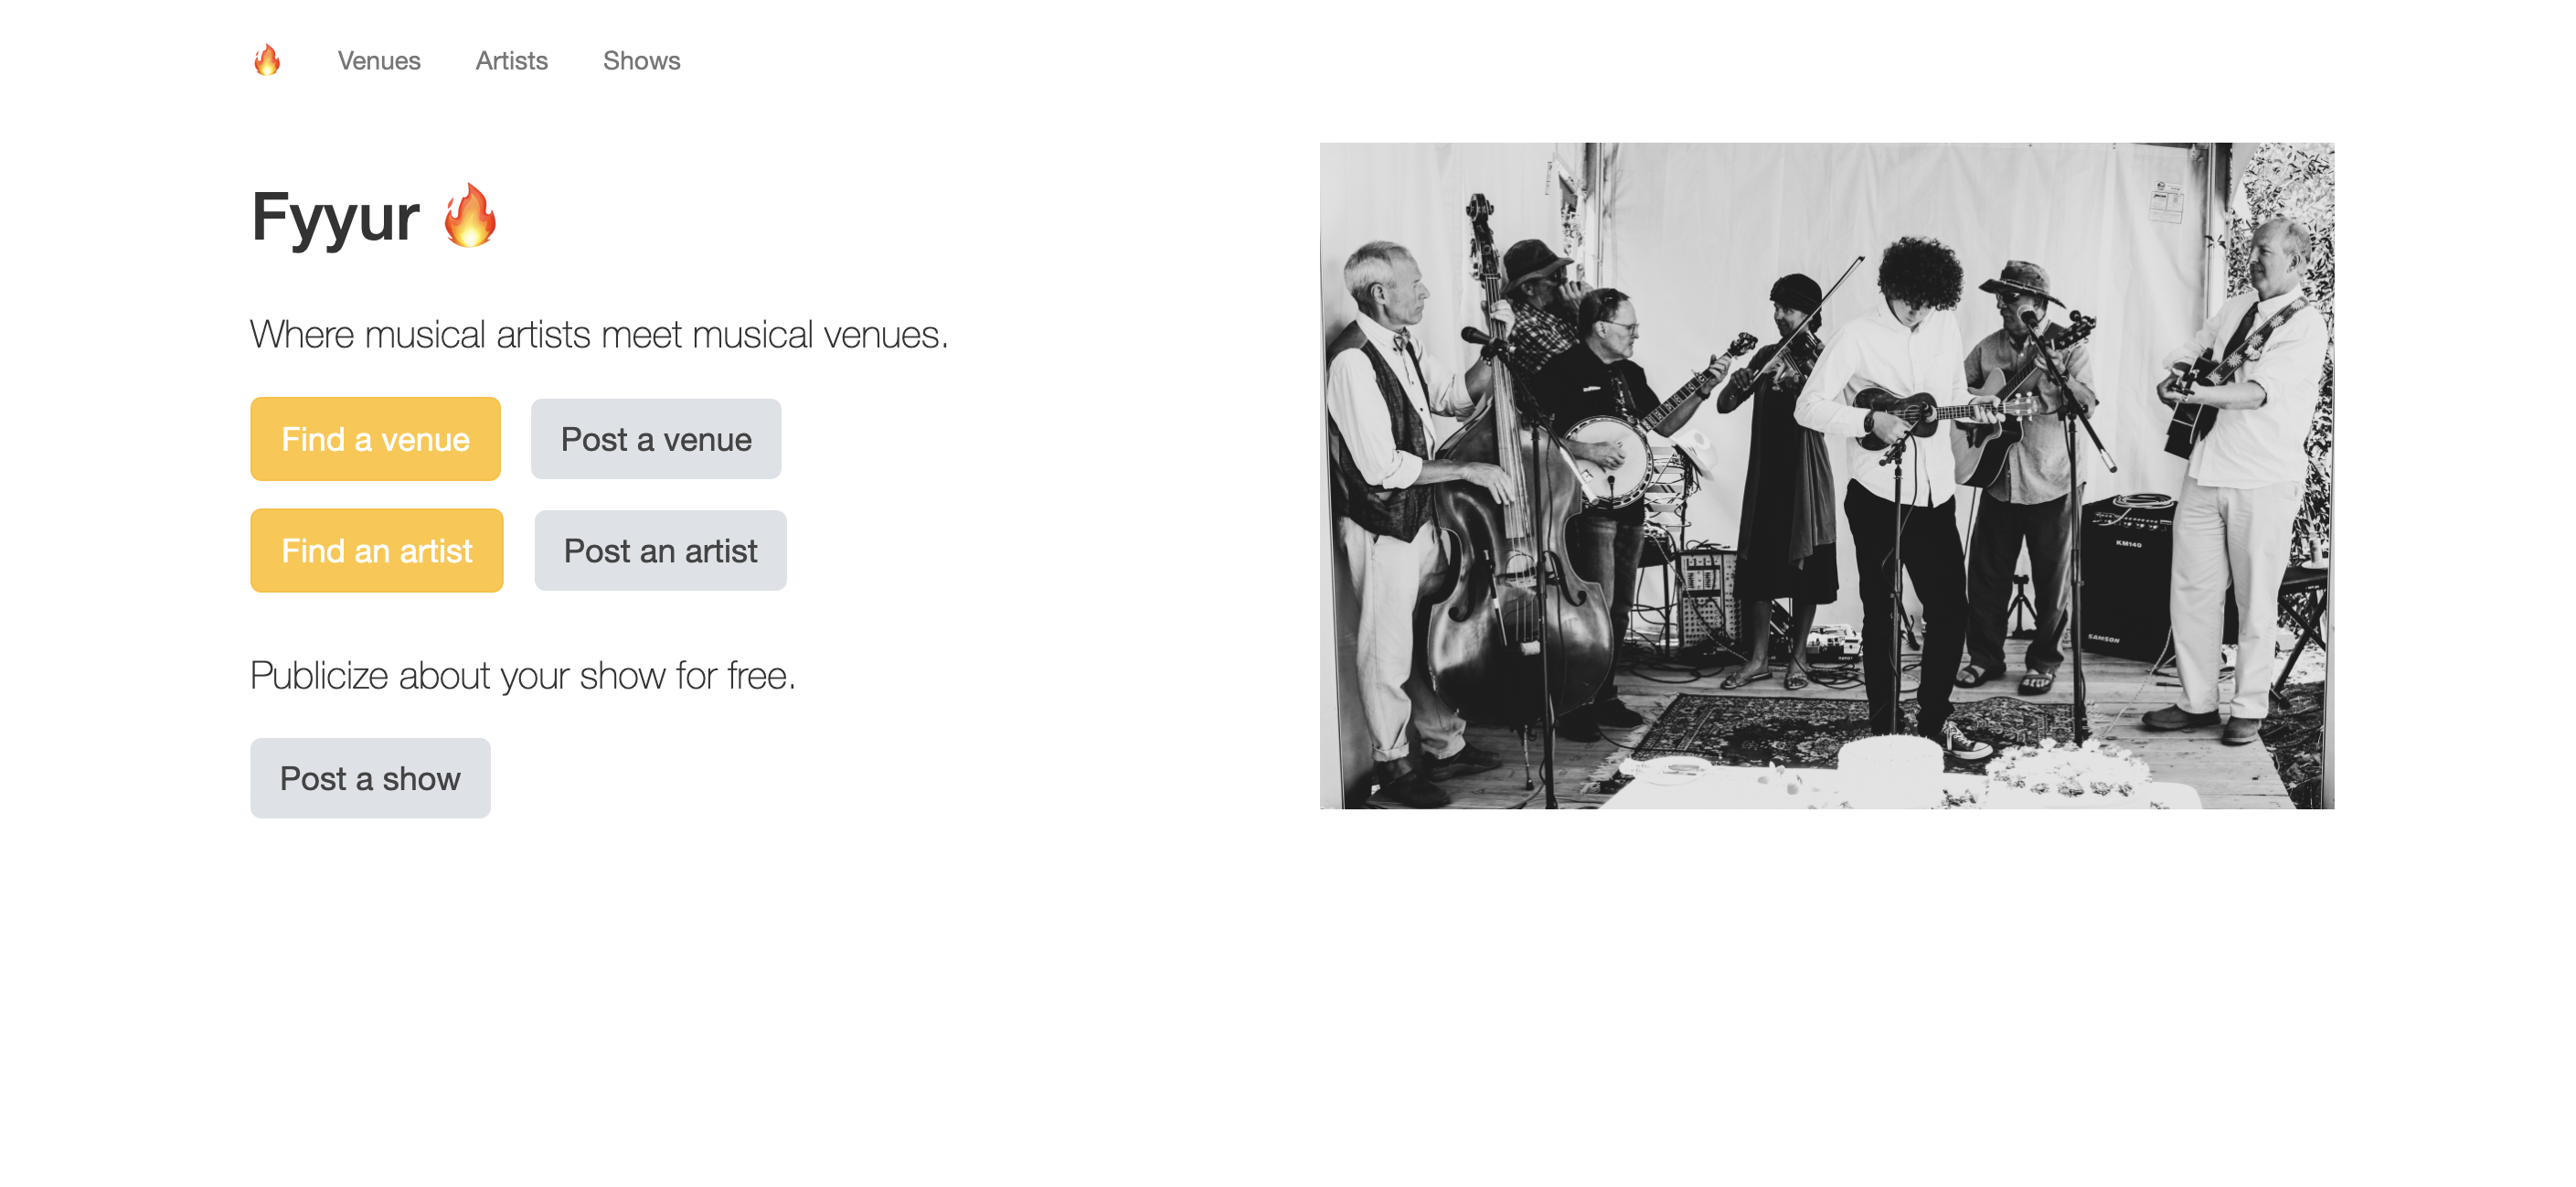 Venues Artists Shows
Fyyur 🔥
Where musical artists meet musical venues.
Find a venue Post a venue
Find an artist Post an artist
Publicize about your show for free.
Post a show
KM140
SAMSON